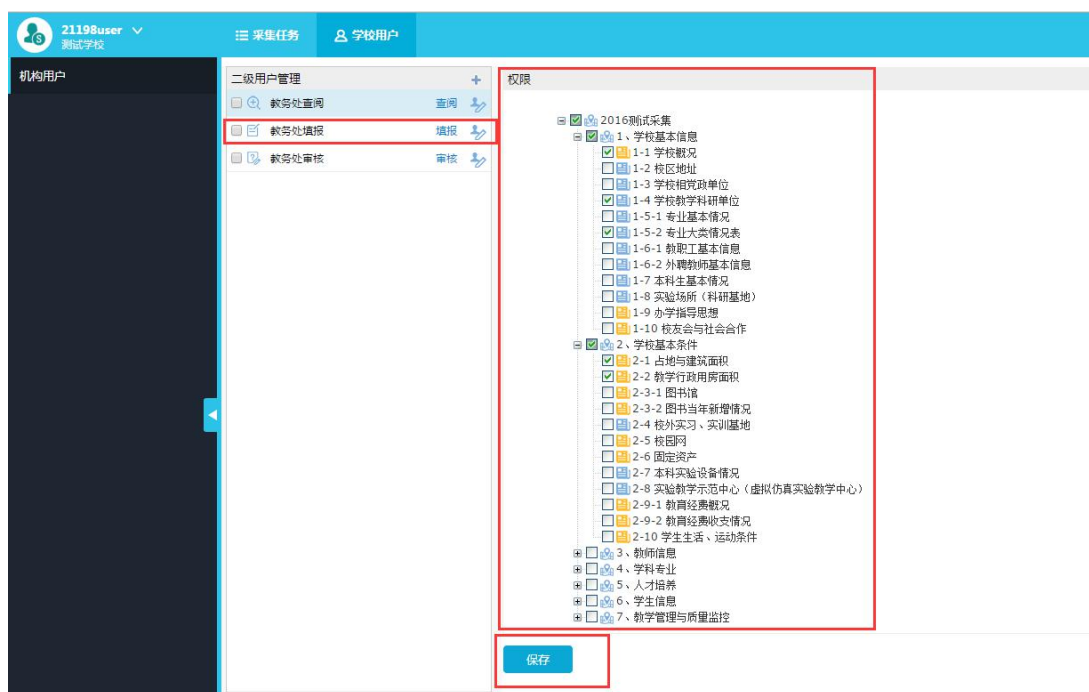 21198user
测试学校
采集任务
学校用户
机构用户
二级用户管理
教务处查阅 查阅
教务处填报 填报
教务处审核 审核
权限
2016测试采集
1、学校基本信息
1-1 学校概况
1-2 校区地址
1-3 学校相党政单位
1-4 学校教学科研单位
1-5-1 专业基本情况
1-5-2 专业大类情况表
1-6-1 教职工基本信息
1-6-2 外聘教师基本信息
1-7 本科生基本情况
1-8 实验场所（科研基地）
1-9 办学指导思想
1-10 校友会与社会合作
2、学校基本条件
2-1 占地与建筑面积
2-2 教学行政用房面积
2-3-1 图书馆
2-3-2 图书当年新增情况
2-4 校外实习、实训基地
2-5 校园网
2-6 固定资产
2-7 本科实验设备情况
2-8 实验教学示范中心（虚拟仿真实验教学中心）
2-9-1 教育经费概况
2-9-2 教育经费收支情况
2-10 学生生活、运动条件
3、教师信息
4、学科专业
5、人才培养
6、学生信息
7、教学管理与质量监控
保存